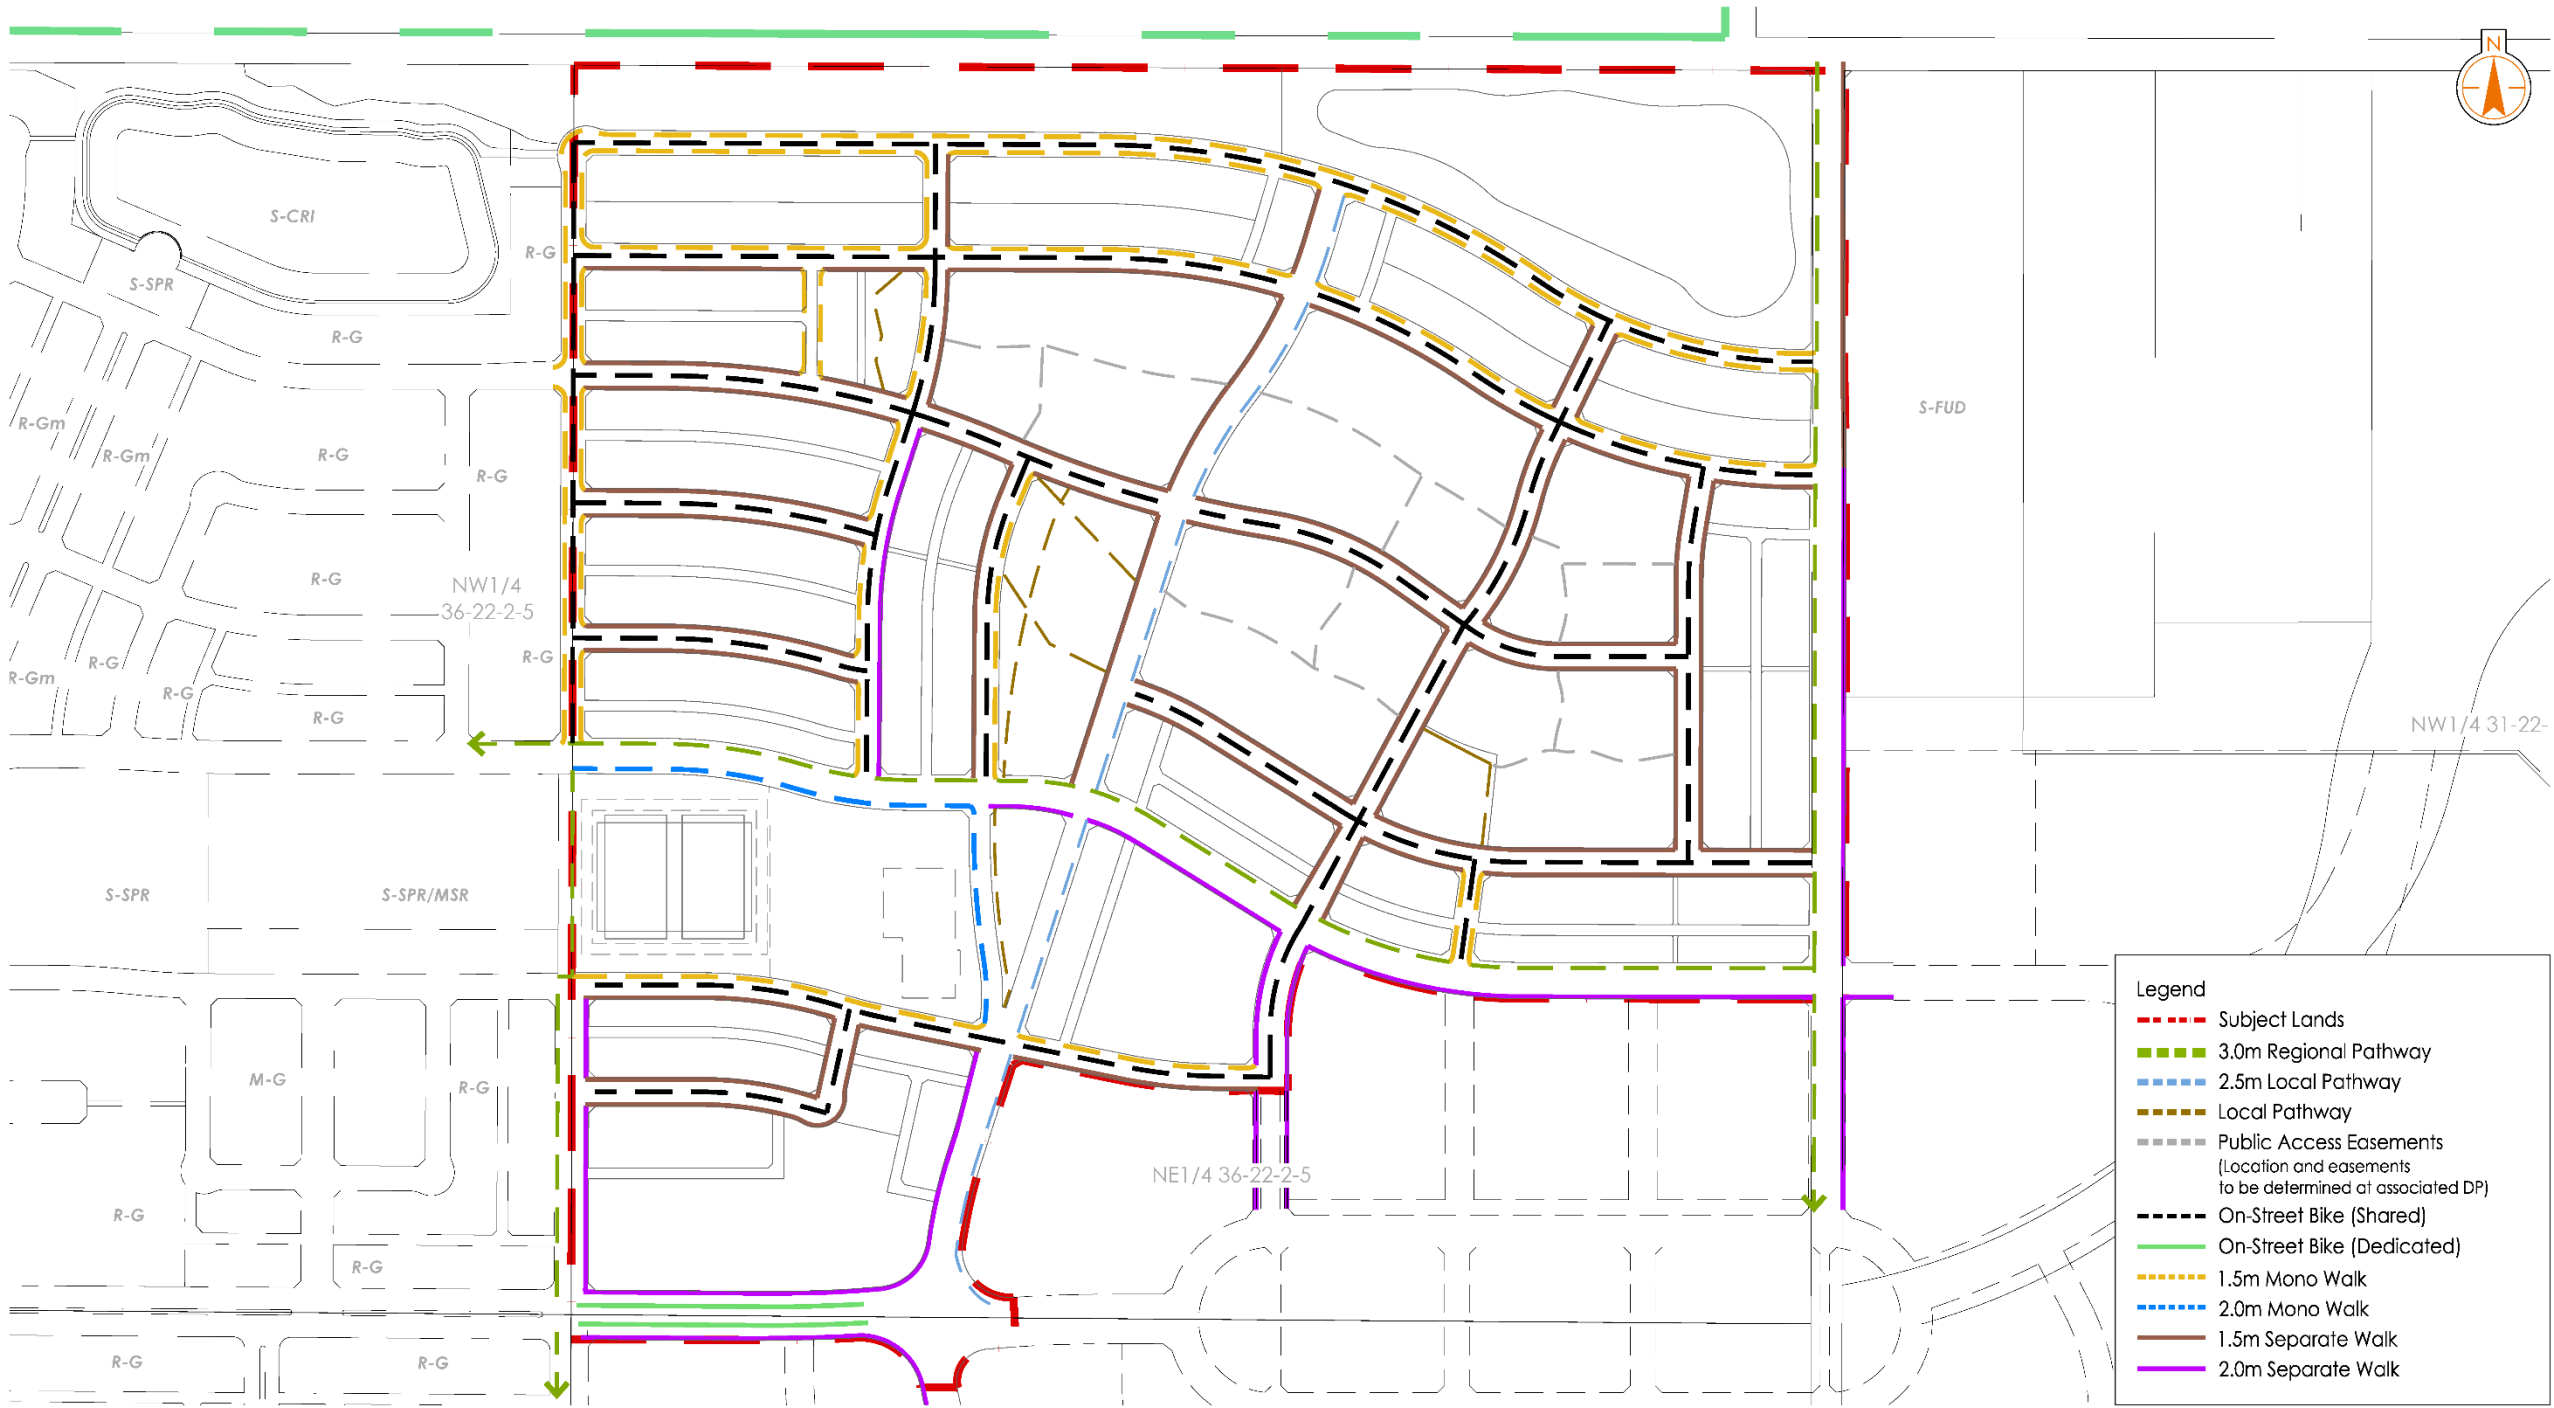 N
S-CRI
R-G
S-SPR
R-G
S-FUD
R-Gm
R-Gm
R-G
R-G
NW1/4
36-22-2-5
R-G
R-G
R-G
R-Gm
R-G
R-G
NW1/4 31-22-
S-SPR
S-SPR/MSR
M-G
R-G
NE1/4 36-22-2-5
R-G
R-G
R-G
R-G
Legend
Subject Lands
3.0m Regional Pathway
2.5m Local Pathway
Local Pathway
Public Access Easements
(Location and easements
to be determined at associated DP)
On-Street Bike (Shared)
On-Street Bike (Dedicated)
1.5m Mono Walk
2.0m Mono Walk
1.5m Separate Walk
2.0m Separate Walk